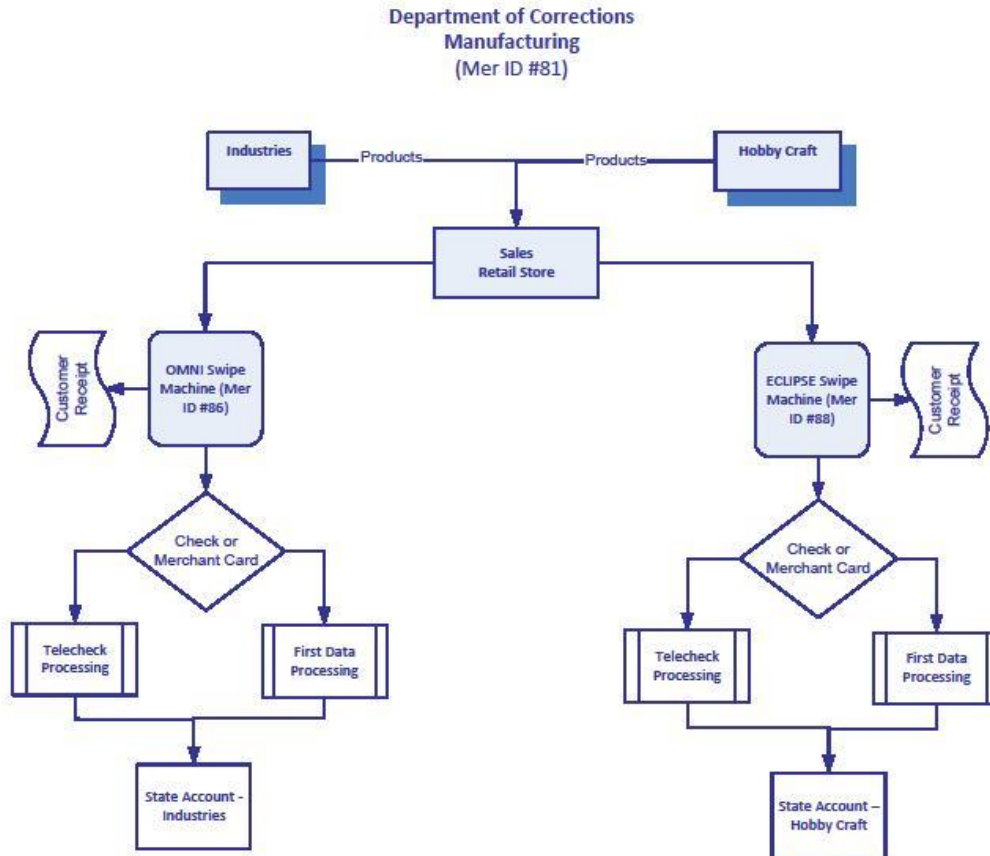 Department of Corrections
Manufacturing
(Mer ID #81)
Industries
Products
Products
Hobby Craft
Sales
Retail Store
Customer
Receipt
OMNI Swipe
Machine (Mer
ID #86)
ECLIPSE Swipe
Machine (Mer
ID #88)
Customer
Receipt
Check or
Merchant Card
Check or
Merchant Card
Telecheck
Processing
First Data
Processing
Telecheck
Processing
First Data
Processing
State Account -
Industries
State Account –
Hobby Craft